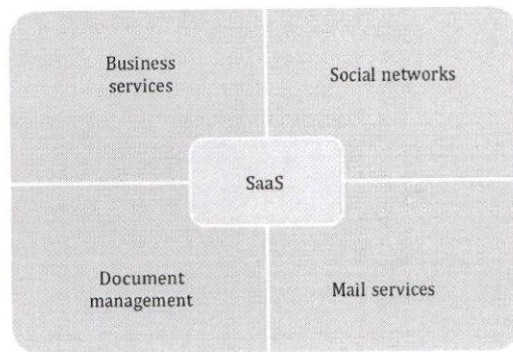 Business
services
Social networks
SaaS
Document
management
Mail services